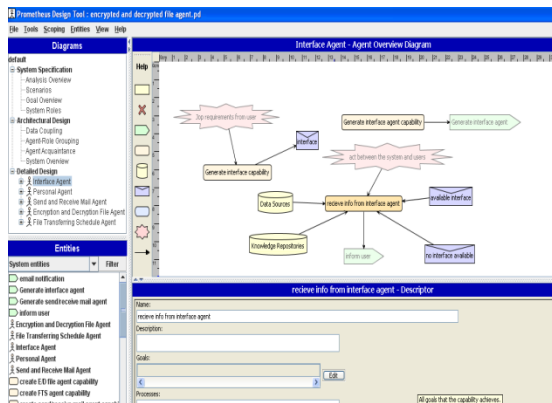 Prometheus Design Tool : encrypted and decrypted file agent.pd
File Tools Scoping Entities View Help
Diagrams
default
System Specification
Analysis Overview
Scenarios
Goal Overview
System Roles
Architectural Design
Data Coupling
Agent-Role Grouping
Agent Acquaintance
System Overview
Detailed Design
Interface Agent
Personal Agent
Send and Receive Mail Agent
Encryption and Decryption File Agent
File Transferring Schedule Agent
Entities
System entities
Filter
email notification
Generate interface agent
Generate send/receive mail agent
inform user
Encryption and Decryption File Agent
File Transferring Schedule Agent
Interface Agent
Personal Agent
Send and Receive Mail Agent
create E/D file agent capability
create FTS agent capability
Interface Agent - Agent Overview Diagram
Help
requirements from user
interface
Generate interface agent capability
Generate interface agent
Generate interface capability
act between the system and users
Data Sources
recieve info from interface agent
available interface
Knowledge Repositories
inform user
no interface available
recieve info from interface agent - Descriptor
Name:
recieve info from interface agent
Description:
Goals:
Edit
Processes:
All goals that the capability achieves.